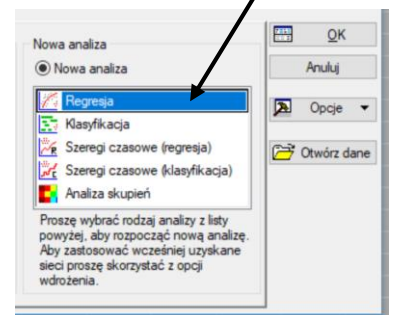 Nowa analiza
Nowa analiza
Regresja
Klasyfikacja
Szeregi czasowe (regresja)
Szeregi czasowe (klasyfikacja)
Analiza skupień
Proszę wybrać rodzaj analizy z listy
powyżej, aby rozpocząć nową analizę.
Aby zastosować wcześniej uzyskane
sieci proszę skorzystać z opcji
wdrożenia.
OK
Anuluj
Opcje
Otwórz dane